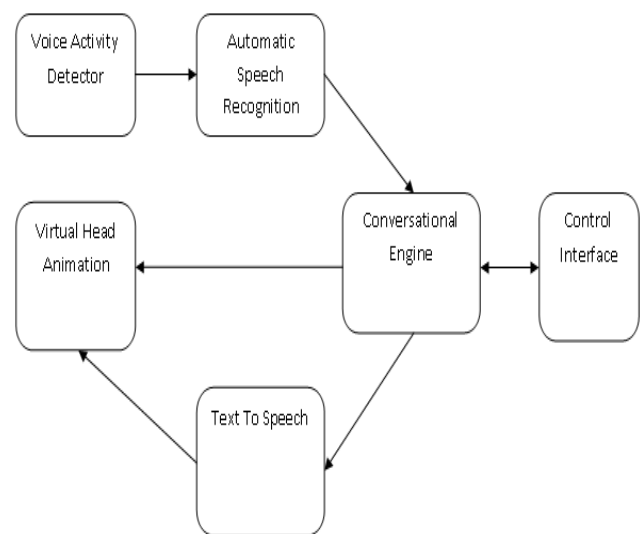 Voice Activity
Detector
Automatic
Speech
Recognition
Virtual Head
Animation
Conversational
Engine
Control
Interface
Text To Speech